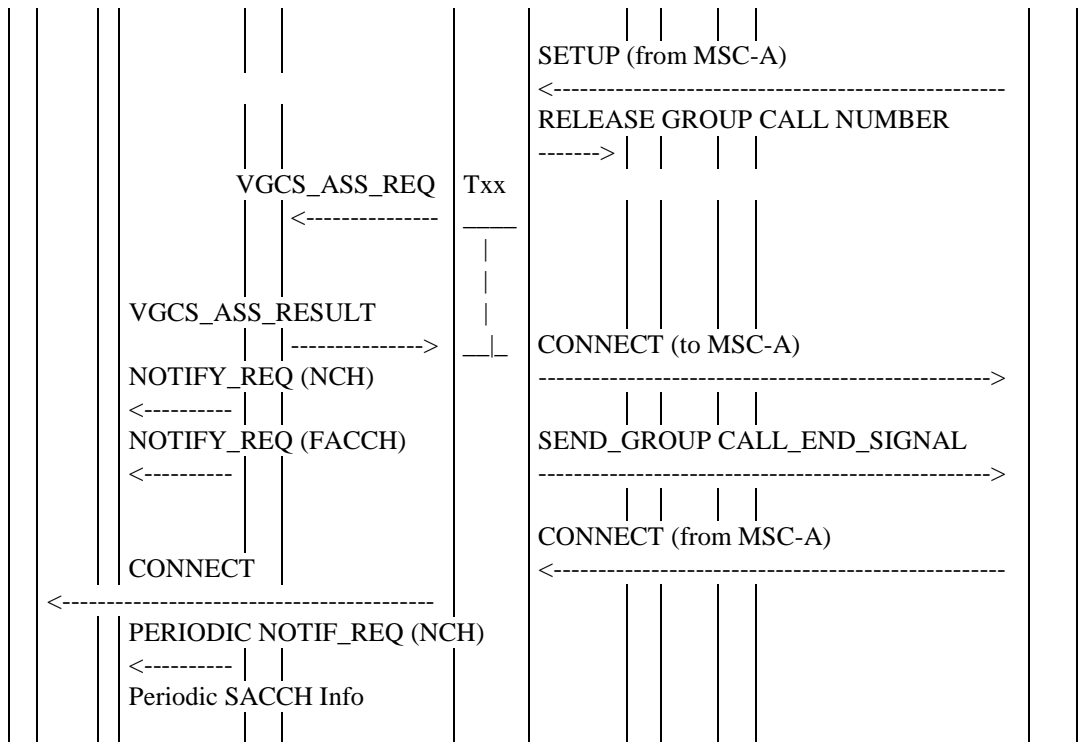 SETUP (from MSC-A)
<---------------------------------------------------
RELEASE GROUP CALL NUMBER
------->
VGCS_ASS_REQ Txx
<---------------
VGCS_ASS_RESULT
--------------->
CONNECT (to MSC-A)
NOTIFY_REQ (NCH)
--------------------------------------------------->
<----------
NOTIFY_REQ (FACCH) SEND_GROUP CALL_END_SIGNAL
<---------- --------------------------------------------------->
CONNECT (from MSC-A)
CONNECT
<---------------------------------------------------
<------------------------------------------
PERIODIC NOTIF_REQ (NCH)
<----------
Periodic SACCH Info